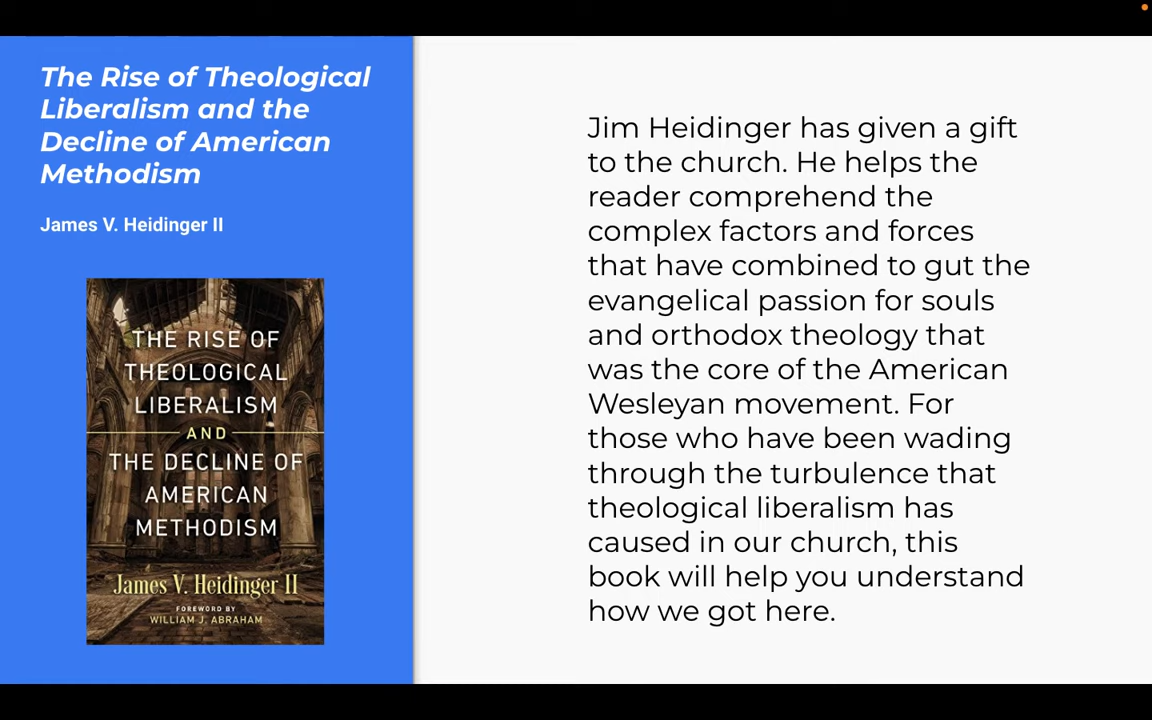 The Rise of Theological
Liberalism and the
Decline of American
Methodism
James V. Heidinger II
THE RISE OF
THEOLOGICAL
LIBERALISM
AND
THE DECLINE OF
AMERICAN
METHODISM
James V. Heidinger II
FOREWORD BY
WILLIAM J. ABRAHAM
Jim Heidinger has given a gift
to the church. He helps the
reader comprehend the
complex factors and forces
that have combined to gut the
evangelical passion for souls
and orthodox theology that
was the core of the American
Wesleyan movement. For
those who have been wading
through the turbulence that
theological liberalism has
caused in our church, this
book will help you understand
how we got here.